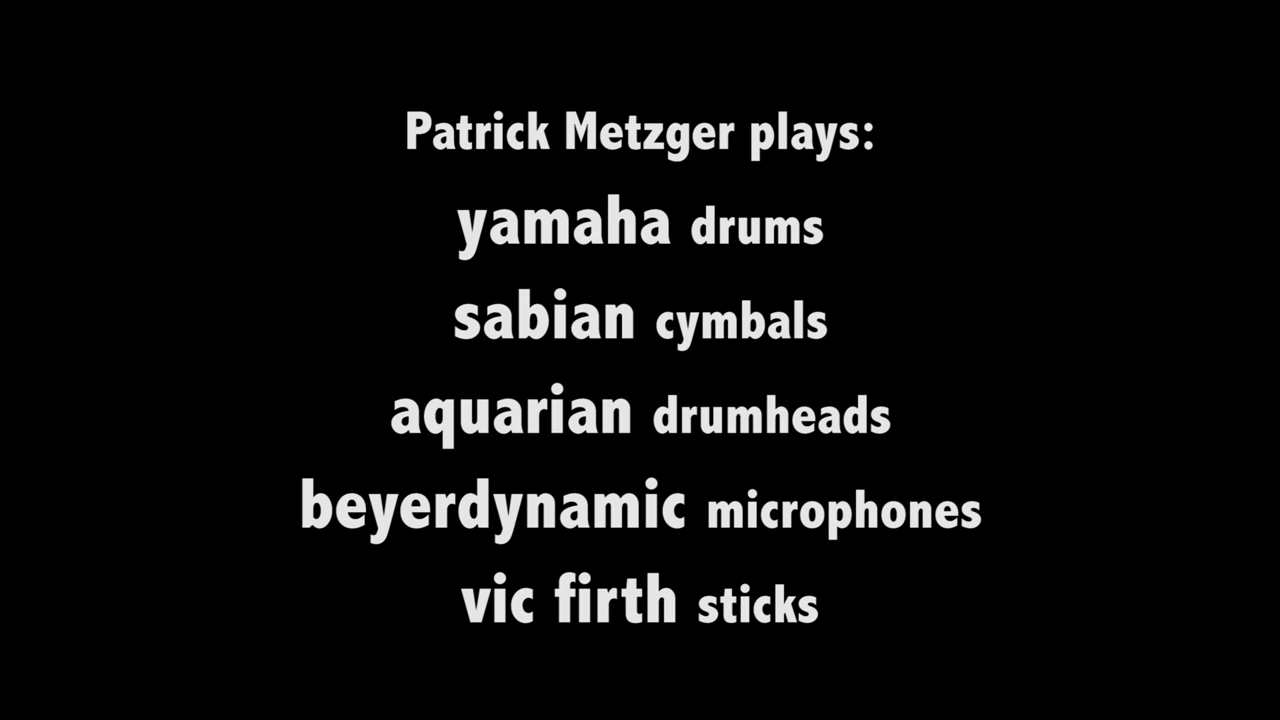 Patrick Metzger plays:
yamaha drums
sabian cymbals
aquarian drumheads
beyerdynamic microphones
vic firth sticks